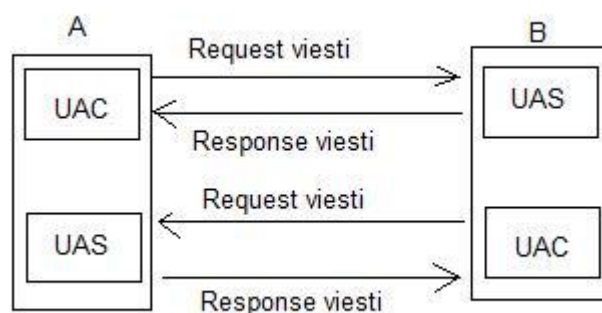 A
B
Request viesti
UAC
UAS
Response viesti
Request viesti
UAS
UAC
Response viesti